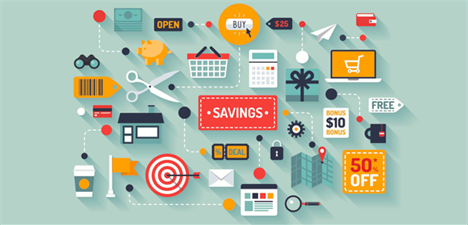 OPEN
BUY
$25
FREE
SAVINGS
BONUS
$10
BONUS
% DEAL
50%
OFF